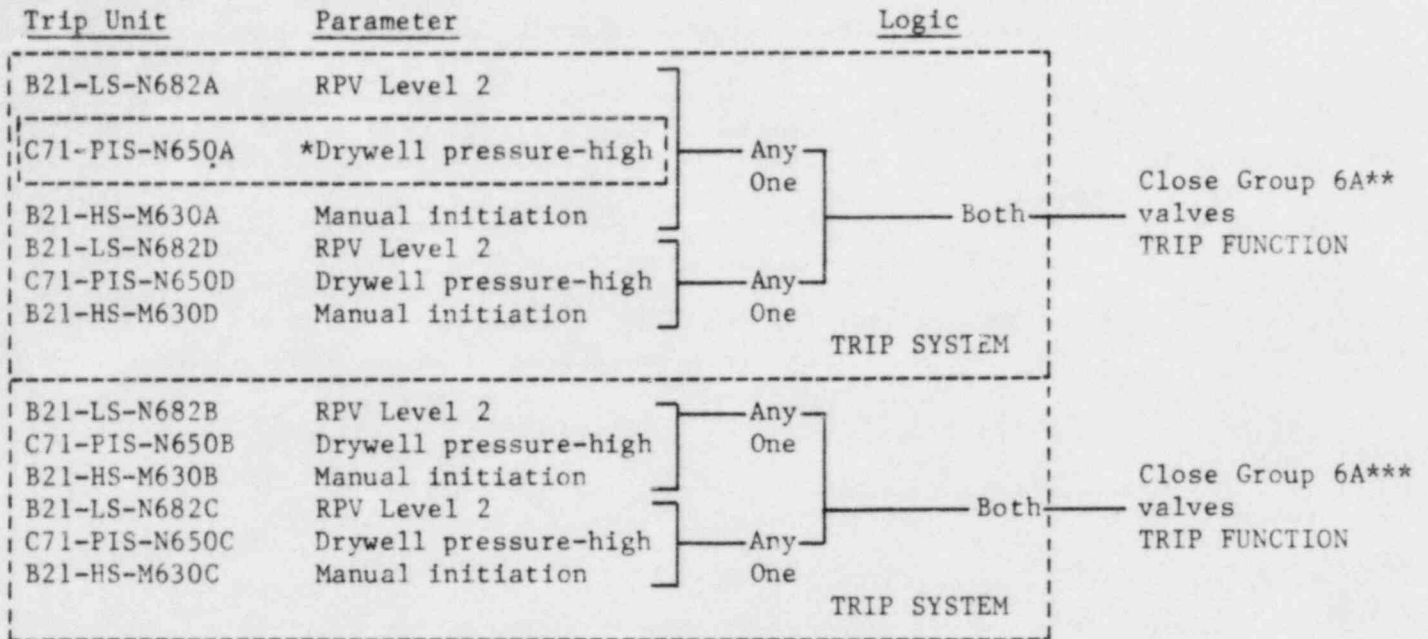 Trip Unit Parameter Logic
B21-LS-N682A RPV Level 2
C71-PIS-N650A *Drywell pressure-high Any
One
B21-HS-M630A Manual initiation
B21-LS-N682D RPV Level 2
C71-PIS-N650D Drywell pressure-high Any
B21-HS-M630D Manual initiation One
Both
Close Group 6A**
valves
TRIP FUNCTION
TRIP SYSTEM
B21-LS-N682B RPV Level 2 Any
C71-PIS-N650B Drywell pressure-high One
B21-HS-M630B Manual initiation
B21-LS-N682C RPV Level 2
C71-PIS-N650C Drywell pressure-high Any
B21-HS-M630C Manual initiation One
Both
Close Group 6A***
valves
TRIP FUNCTION
TRIP SYSTEM